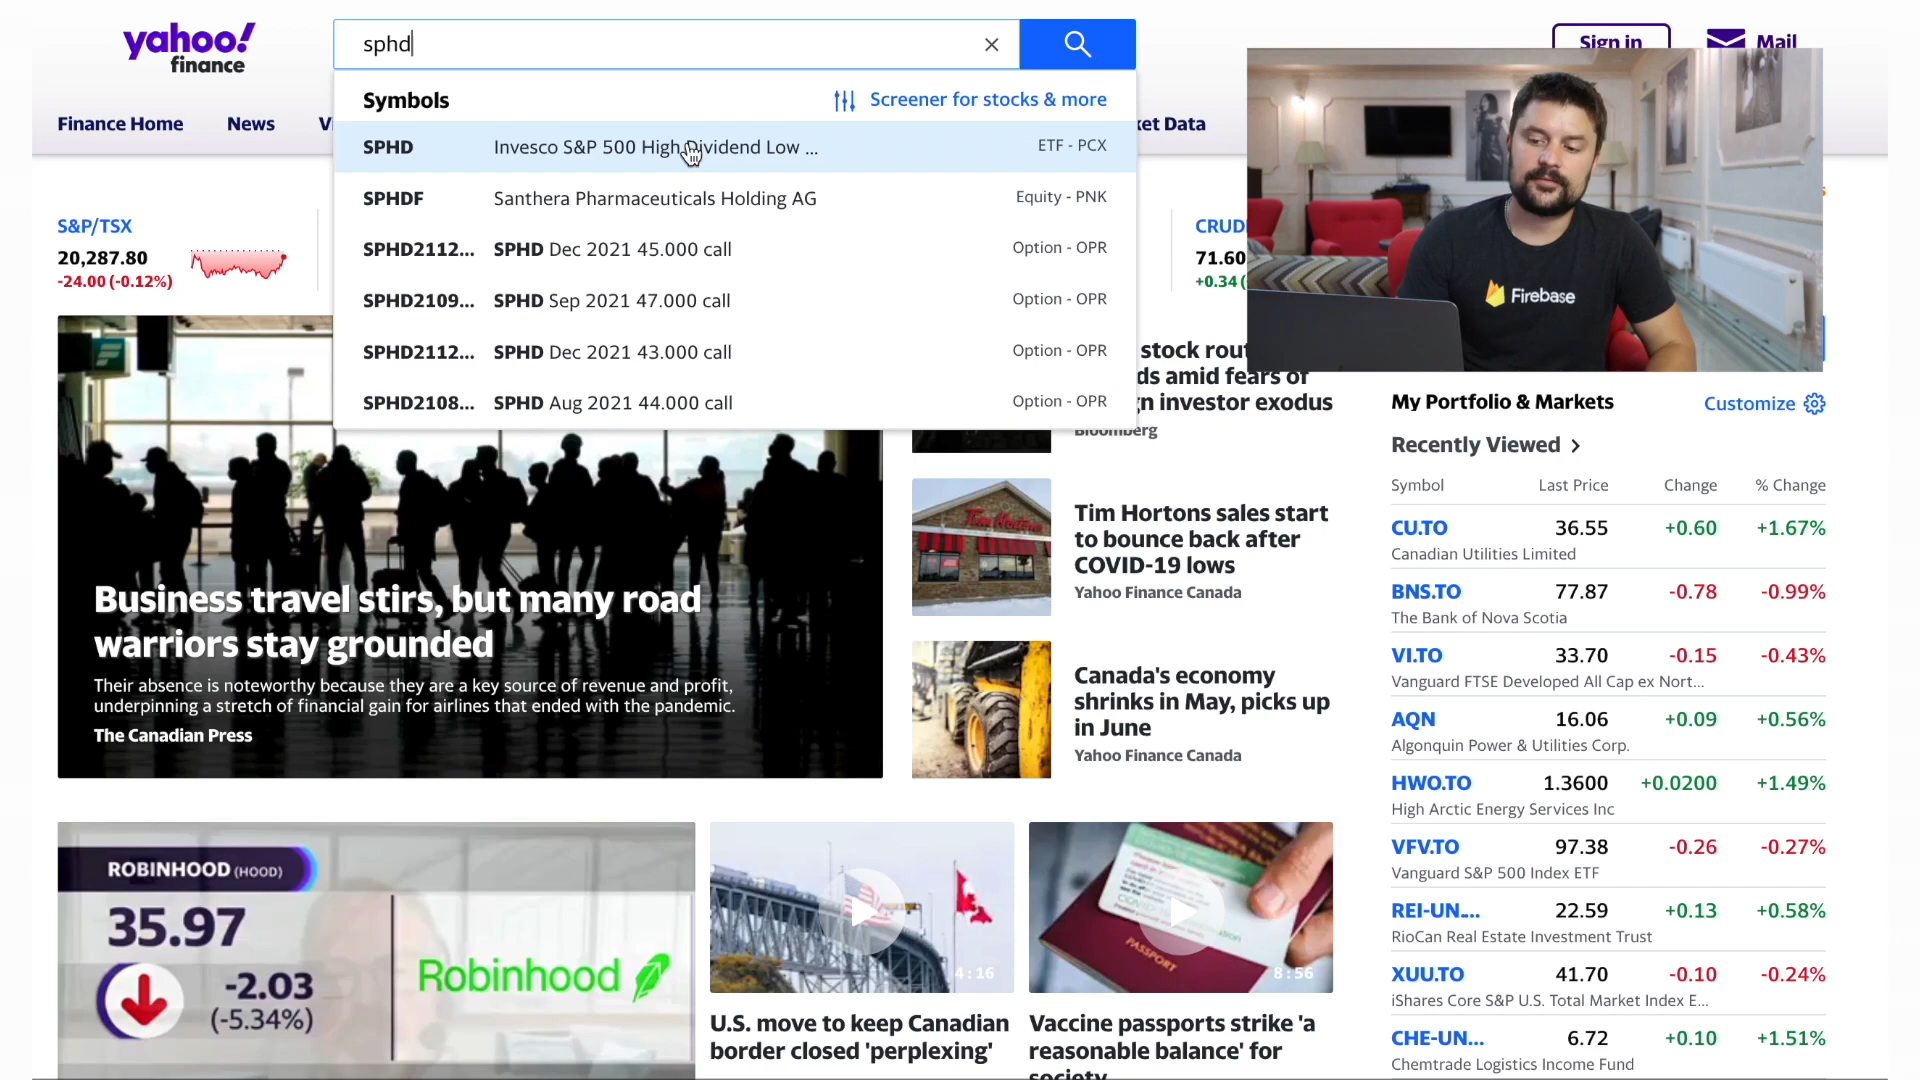 yahoo!
finance
sphd
Sign in
Mail
Symbols
Screener for stocks & more
Finance Home
News
ket Data
SPHD Invesco S&P 500 High Dividend Low ... ETF - PCX
SPHDF Santhera Pharmaceuticals Holding AG Equity - PNK
SPHD2112... SPHD Dec 2021 45.000 call Option - OPR
SPHD2109... SPHD Sep 2021 47.000 call Option - OPR
SPHD2112... SPHD Dec 2021 43.000 call Option - OPR
SPHD2108... SPHD Aug 2021 44.000 call Option - OPR
S&P/TSX
20,287.80
-24.00 (-0.12%)
CRUD
71.60
+0.34 (
Firebase
stock rou
ds amid fears of
n investor exodus
Bloomberg
Business travel stirs, but many road
warriors stay grounded
Their absence is noteworthy because they are a key source of revenue and profit,
underpinning a stretch of financial gain for airlines that ended with the pandemic.
The Canadian Press
Tim Hortons
Tim Hortons sales start
to bounce back after
COVID-19 lows
Yahoo Finance Canada
Canada's economy
shrinks in May, picks up
in June
Yahoo Finance Canada
My Portfolio & Markets
Customize
Recently Viewed >
Symbol Last Price Change % Change
CU.TO 36.55 +0.60 +1.67%
Canadian Utilities Limited
BNS.TO 77.87 -0.78 -0.99%
The Bank of Nova Scotia
VI.TO 33.70 -0.15 -0.43%
Vanguard FTSE Developed All Cap ex Nort...
AQN 16.06 +0.09 +0.56%
Algonquin Power & Utilities Corp.
HWO.TO 1.3600 +0.0200 +1.49%
High Arctic Energy Services Inc
VFV.TO 97.38 -0.26 -0.27%
Vanguard S&P 500 Index ETF
REI-UN.... 22.59 +0.13 +0.58%
RioCan Real Estate Investment Trust
XUU.TO 41.70 -0.10 -0.24%
iShares Core S&P U.S. Total Market Index E...
CHE-UN... 6.72 +0.10 +1.51%
Chemtrade Logistics Income Fund
ROBINHOOD (HOOD)
35.97
-2.03
(-5.34%)
Robinhood
4:16
PASSPORT
8:56
U.S. move to keep Canadian
border closed 'perplexing'
Vaccine passports strike 'a
reasonable balance' for
society